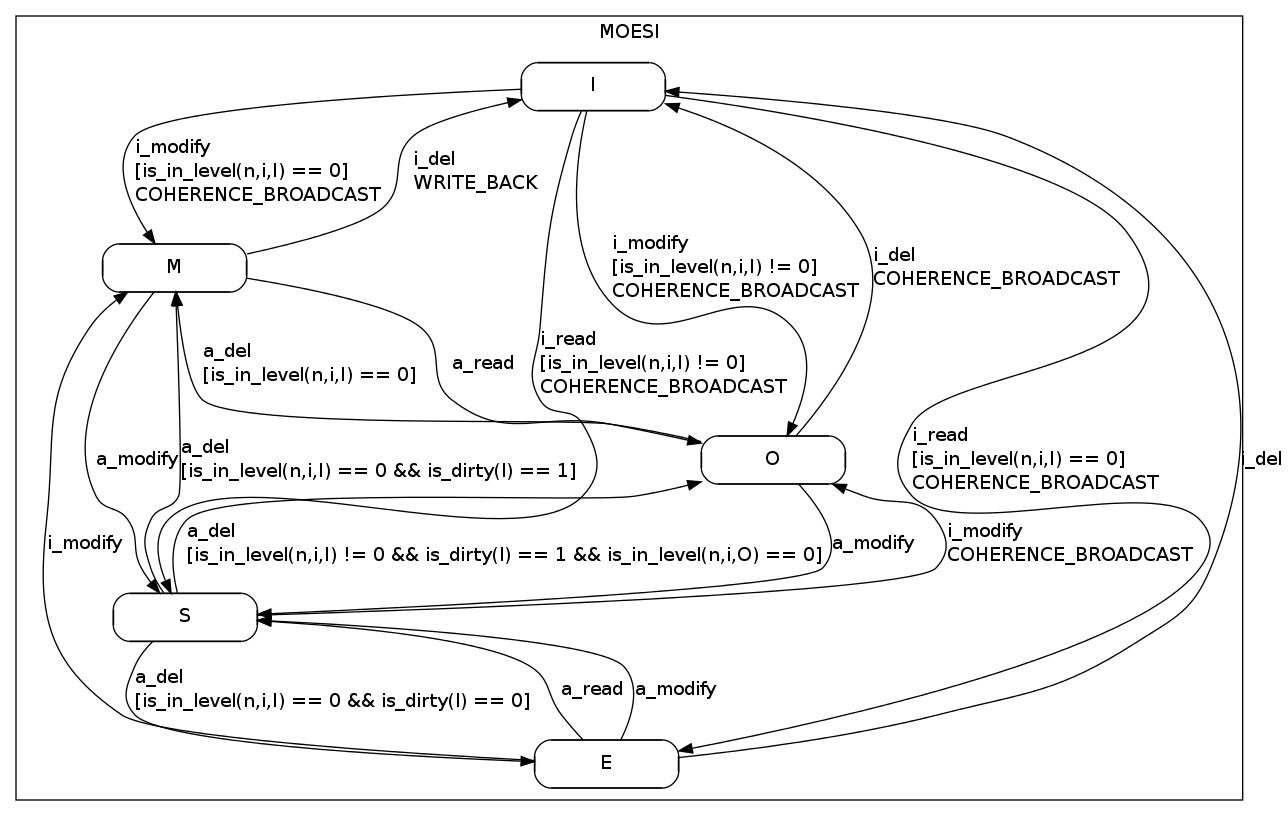 MOESI
I
i_modify
[is_in_level(n,i,l) == 0]
COHERENCE_BROADCAST
i_del
WRITE_BACK
i_modify
[is_in_level(n,i,l) != 0]
COHERENCE_BROADCAST
i_del
COHERENCE_BROADCAST
M
a_del
[is_in_level(n,i,l) == 0]
a_read
i_read
[is_in_level(n,i,l) != 0]
COHERENCE_BROADCAST
i_read
[is_in_level(n,i,l) == 0]
COHERENCE_BROADCAST
i_del
a_modify
a_del
[is_in_level(n,i,l) == 0 && is_dirty(l) == 1]
O
i_modify
a_del
[is_in_level(n,i,l) != 0 && is_dirty(l) == 1 && is_in_level(n,i,O) == 0]
a_modify
i_modify
COHERENCE_BROADCAST
S
a_del
[is_in_level(n,i,l) == 0 && is_dirty(l) == 0]
a_read
a_modify
E